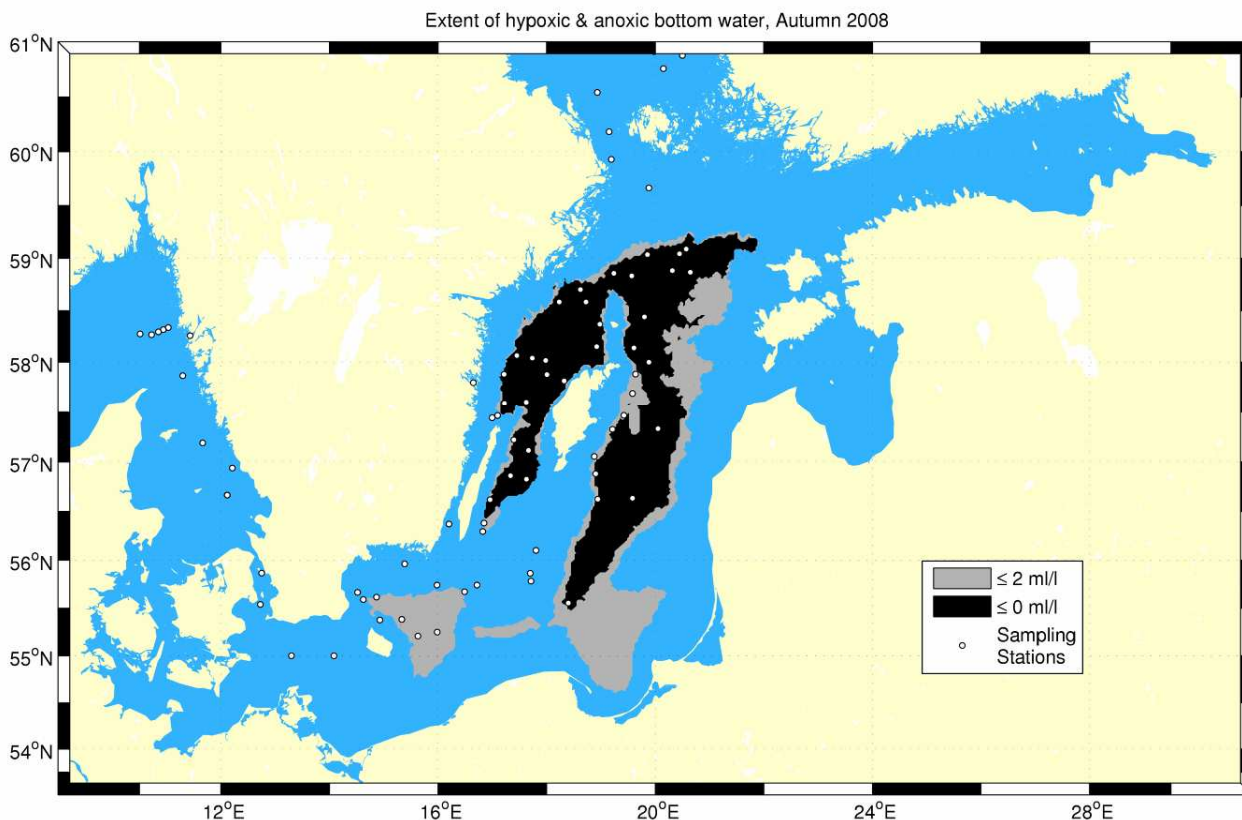 Extent of hypoxic & anoxic bottom water, Autumn 2008
61°N
60°N
59°N
58°N
57°N
56°N
55°N
54°N
≤ 2 ml/l
≤ 0 ml/l
Sampling
Stations
12°E
16°E
20°E
24°E
28°E